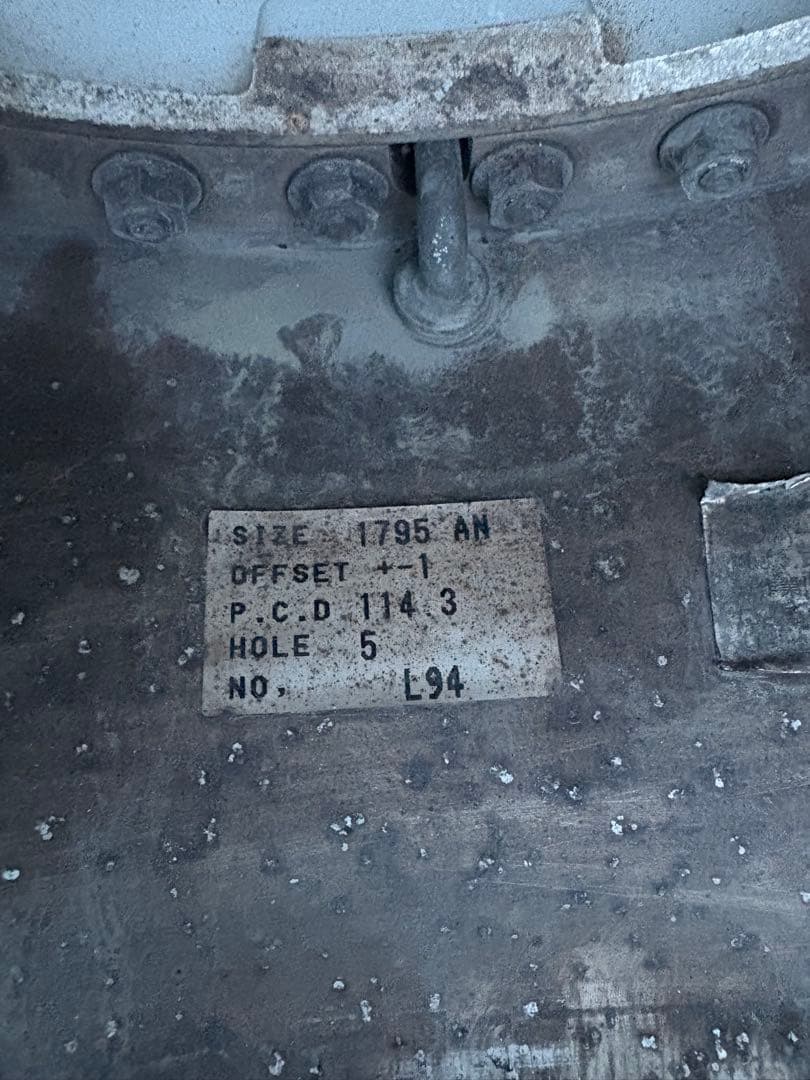 SIZE 1795 AN
OFFSET +-1
P.C.D 114.3
HOLE 5
NO, L94